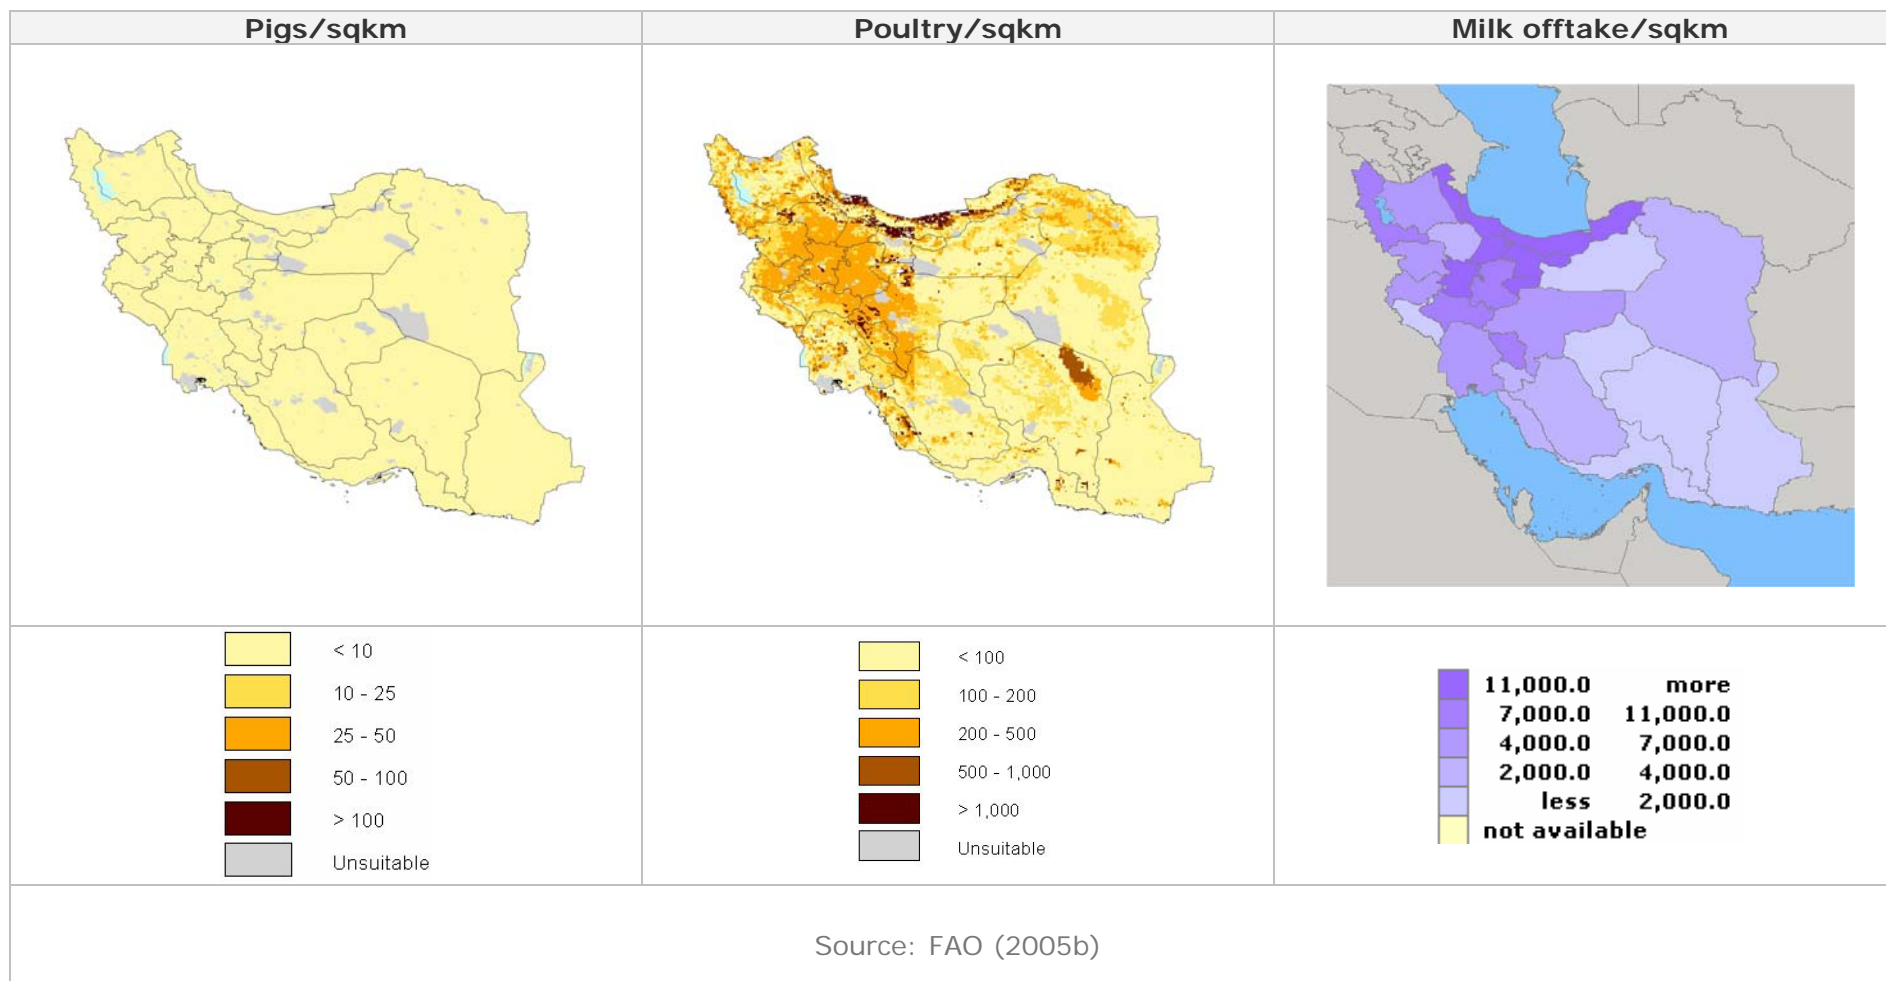 Pigs/sqkm
Poultry/sqkm
Milk offtake/sqkm
< 10
10 - 25
25 - 50
50 - 100
> 100
Unsuitable
< 100
100 - 200
200 - 500
500 - 1,000
> 1,000
Unsuitable
11,000.0 more
7,000.0 11,000.0
4,000.0 7,000.0
2,000.0 4,000.0
less 2,000.0
not available
Source: FAO (2005b)